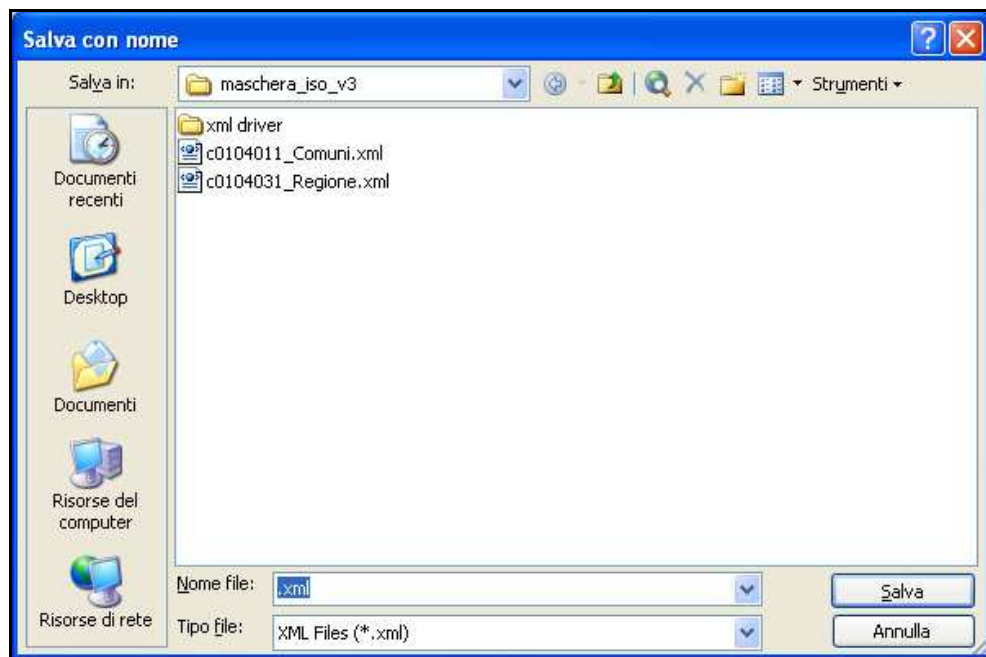 Salva con nome
Salva in:
maschera_iso_v3
Strumenti
xml driver
c0104011_Comuni.xml
c0104031_Regione.xml
Documenti
recenti
Desktop
Documenti
Risorse del
computer
Risorse di rete
Nome file:
.xml
Salva
Tipo file:
XML Files (*.xml)
Annulla